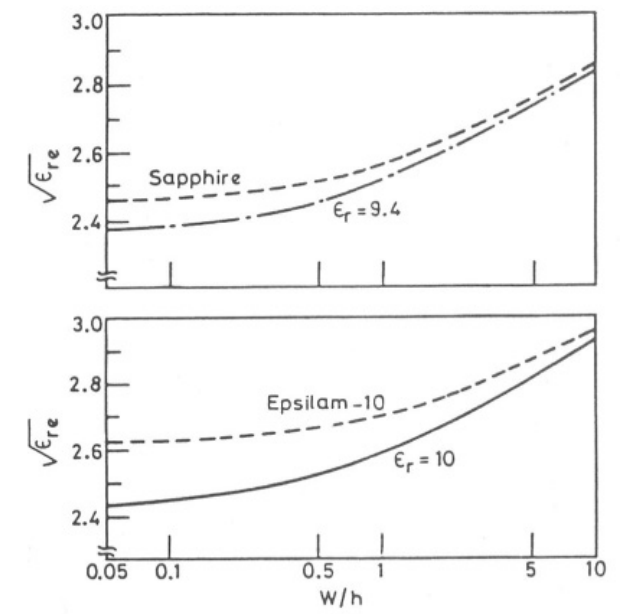 3.0
2.8
2.6
2.4
√ϵre
Sapphire
ϵr = 9.4
3.0
2.8
2.6
2.4
√ϵre
Epsilam-10
ϵr = 10
0.05 0.1 0.5 1 5 10
W/h